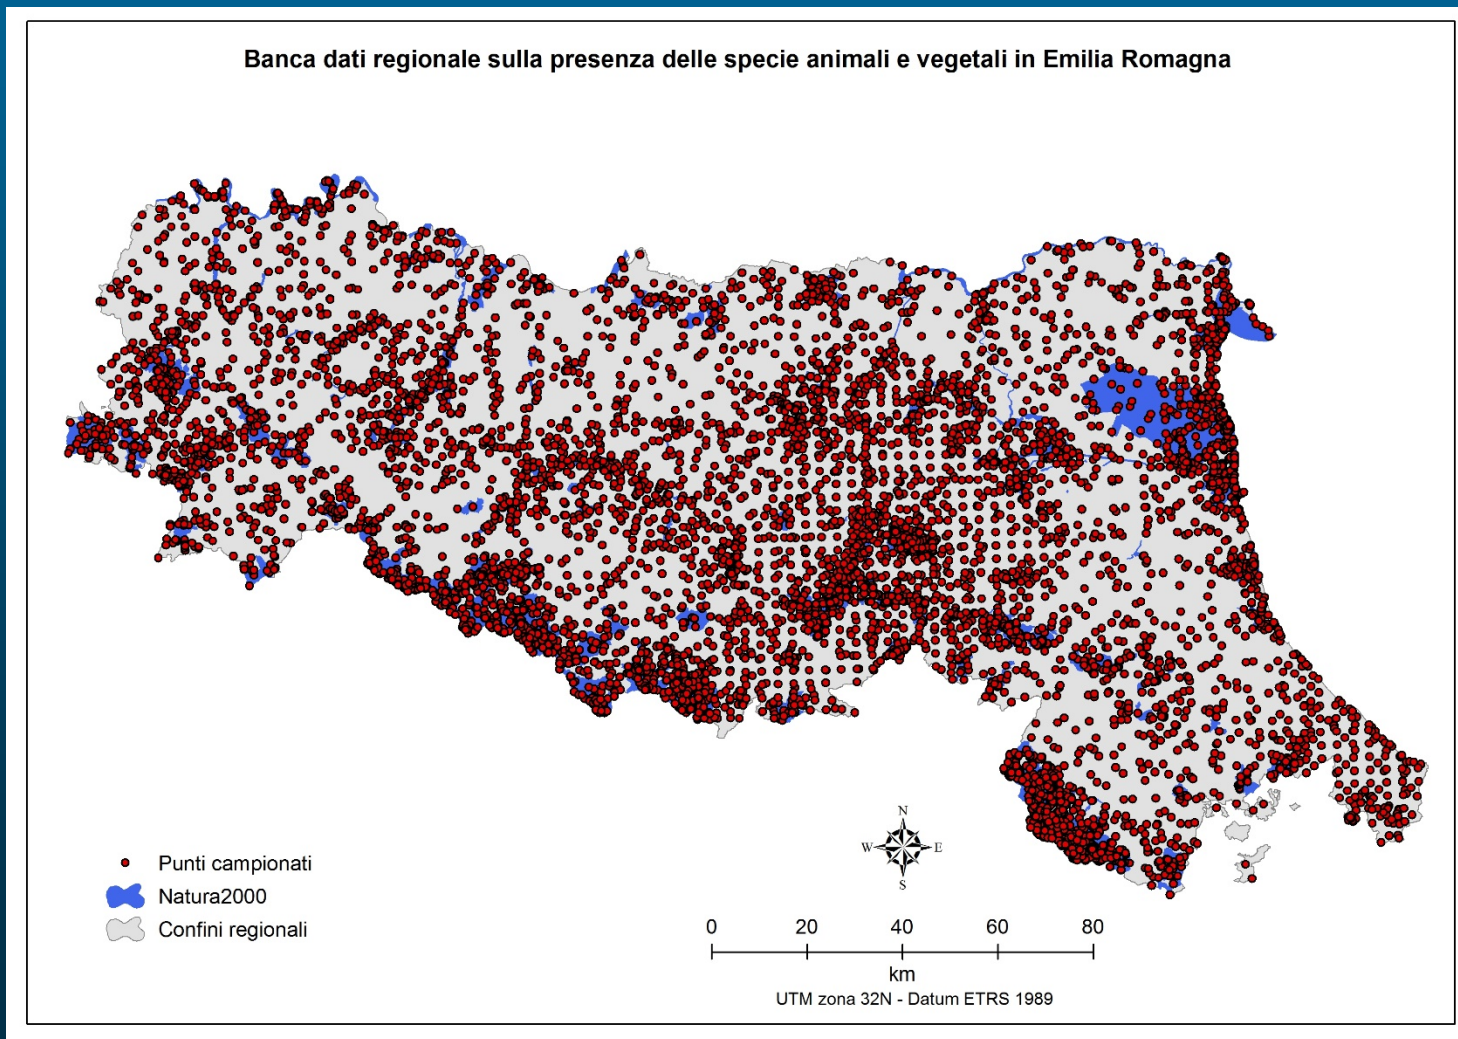 Banca dati regionale sulla presenza delle specie animali e vegetali in Emilia Romagna
N
W E
S
Punti campionati
Natura2000
Confini regionali
0 20 40 60 80
km
UTM zona 32N - Datum ETRS 1989